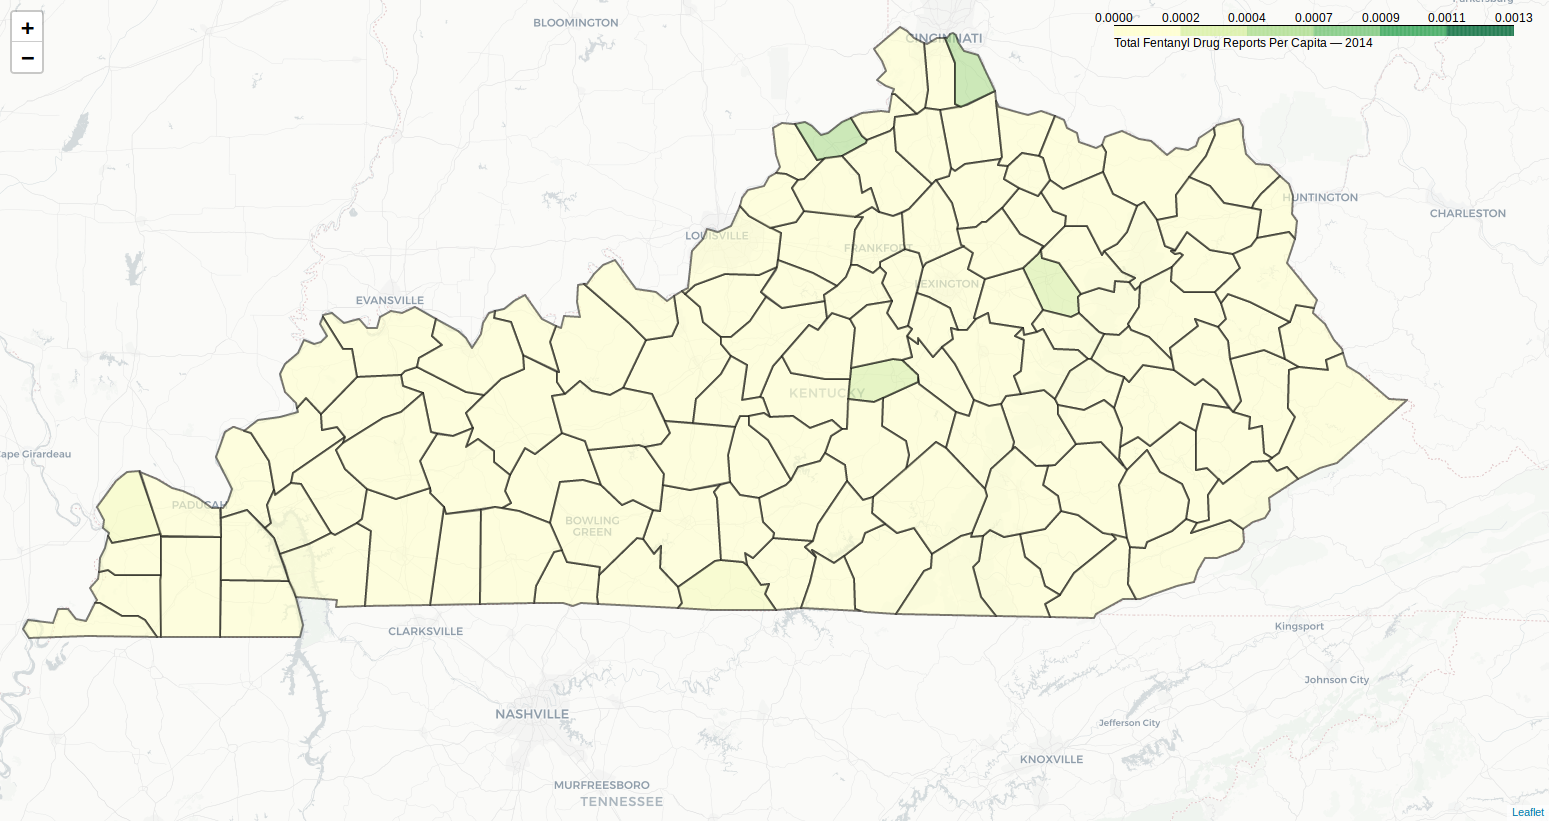 +
−
BLOOMINGTON
Parkersburg
CINCINNATI
0.0000 0.0002 0.0004 0.0007 0.0009 0.0011 0.0013
Total Fentanyl Drug Reports Per Capita — 2014
HUNTINGTON
CHARLESTON
LOUISVILLE
FRANKFORT
LEXINGTON
EVANSVILLE
KENTUCKY
Cape Girardeau
PADUCAH
BOWLING
GREEN
CLARKSVILLE
Kingsport
Johnson City
NASHVILLE
Jefferson City
KNOXVILLE
MURFREESBORO
TENNESSEE
Leaflet